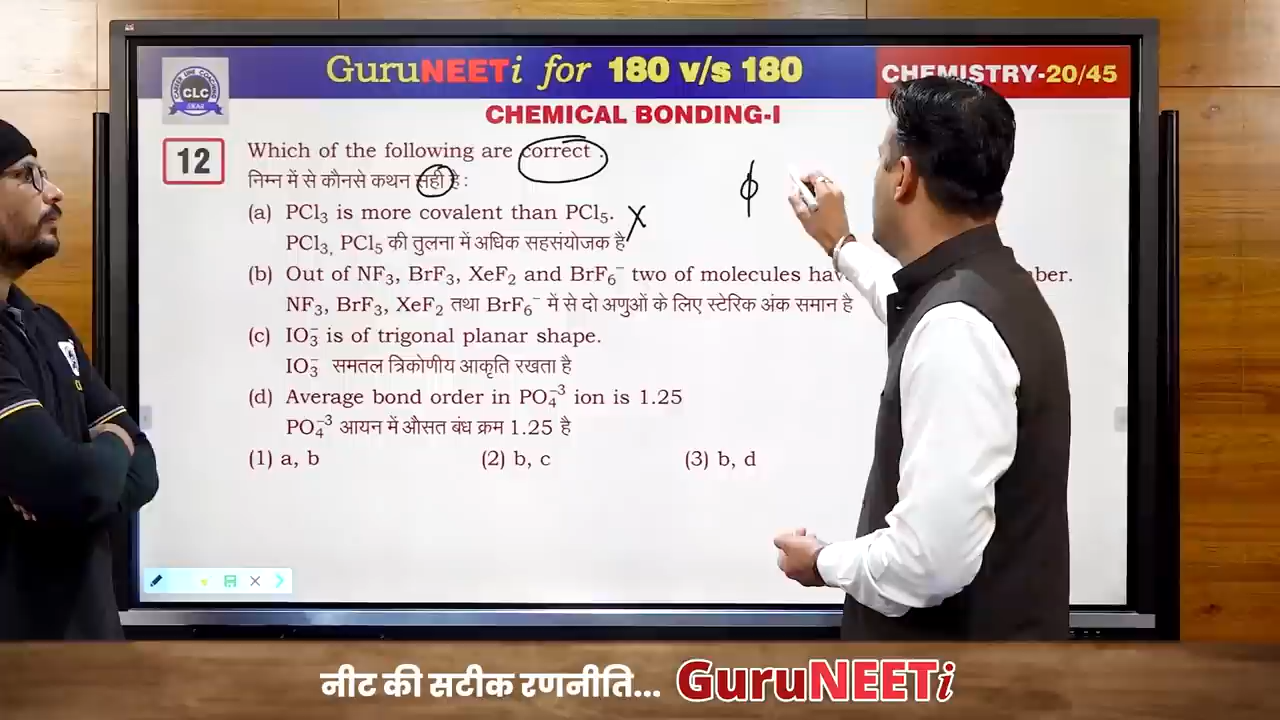 GuruNEETi for 180 v/s 180
CHEMISTRY-20/45
CLC
CHEMICAL BONDING-I
12
Which of the following are correct :
निम्न में से कौनसे कथन सही है :
(a) PCl₃ is more covalent than PCl₅. X
PCl₃, PCl₅ की तुलना में अधिक सहसंयोजक है
ϕ
(b) Out of NF₃, BrF₃, XeF₂ and BrF₆⁻ two of molecules
NF₃, BrF₃, XeF₂ तथा BrF₆⁻ में से दो अणुओं के लिए स्टेरिक अंक समान है
(c) IO₃⁻ is of trigonal planar shape.
IO₃⁻ समतल त्रिकोणीय आकृति रखता है
(d) Average bond order in PO₄⁻³ ion is 1.25
PO₄⁻³ आयन में औसत बंध क्रम 1.25 है
(1) a, b (2) b, c (3) b, d
नीट की सटीक रणनीति... GuruNEETi